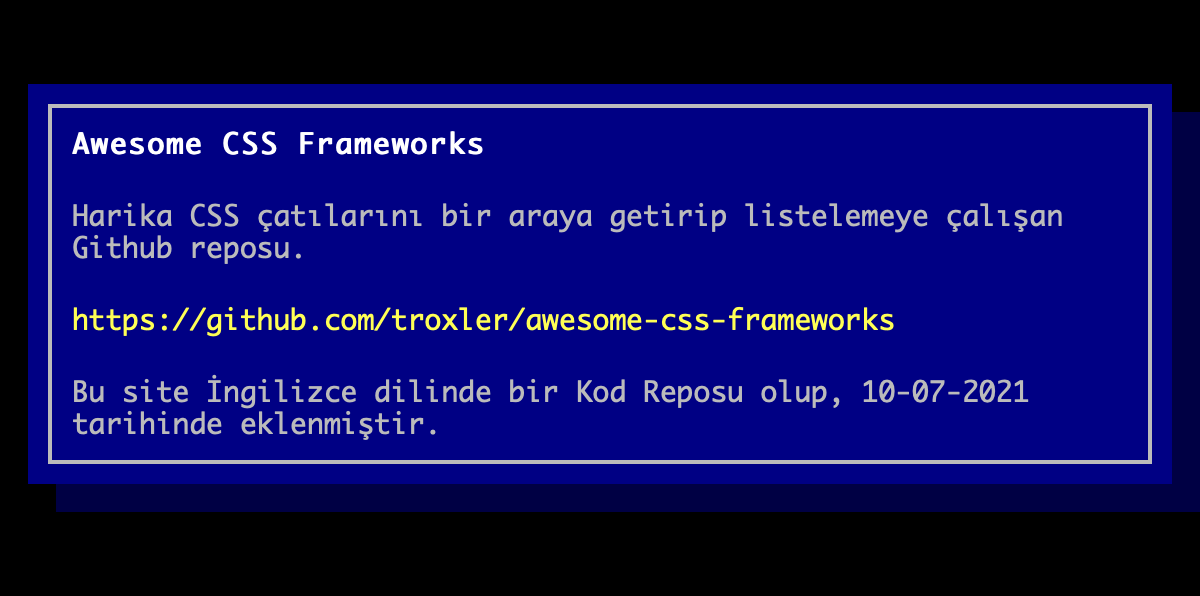 Awesome CSS Frameworks
Harika CSS çatılarını bir araya getirip listelemeye çalışan
Github reposu.
https://github.com/troxler/awesome-css-frameworks
Bu site İngilizce dilinde bir Kod Reposu olup, 10-07-2021
tarihinde eklenmiştir.